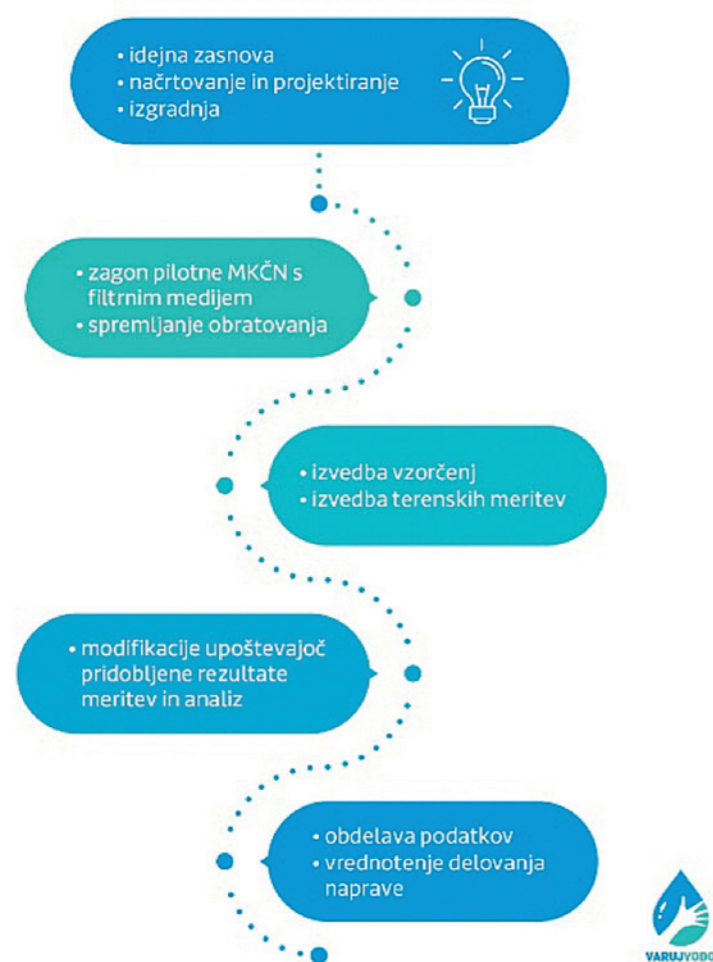 • idejna zasnova
• načrtovanje in projektiranje
• izgradnja
• zagon pilotne MKČN s
filtrnim medijem
• spremljanje obratovanja
• izvedba vzorčenj
• izvedba terenskih meritev
• modifikacije upoštevajoč
pridobljene rezultate
meritev in analiz
• obdelava podatkov
• vrednotenje delovanja
naprave
VARUJVODO